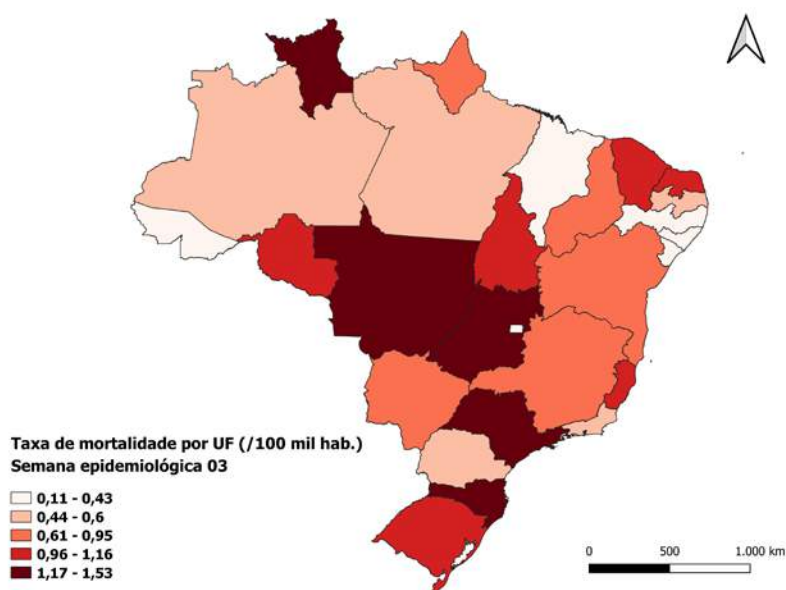 Taxa de mortalidade por UF (/100 mil hab.)
Semana epidemiológica 03
0,11 - 0,43
0,44 - 0,6
0,61 - 0,95
0,96 - 1,16
1,17 - 1,53
0 500 1.000 km